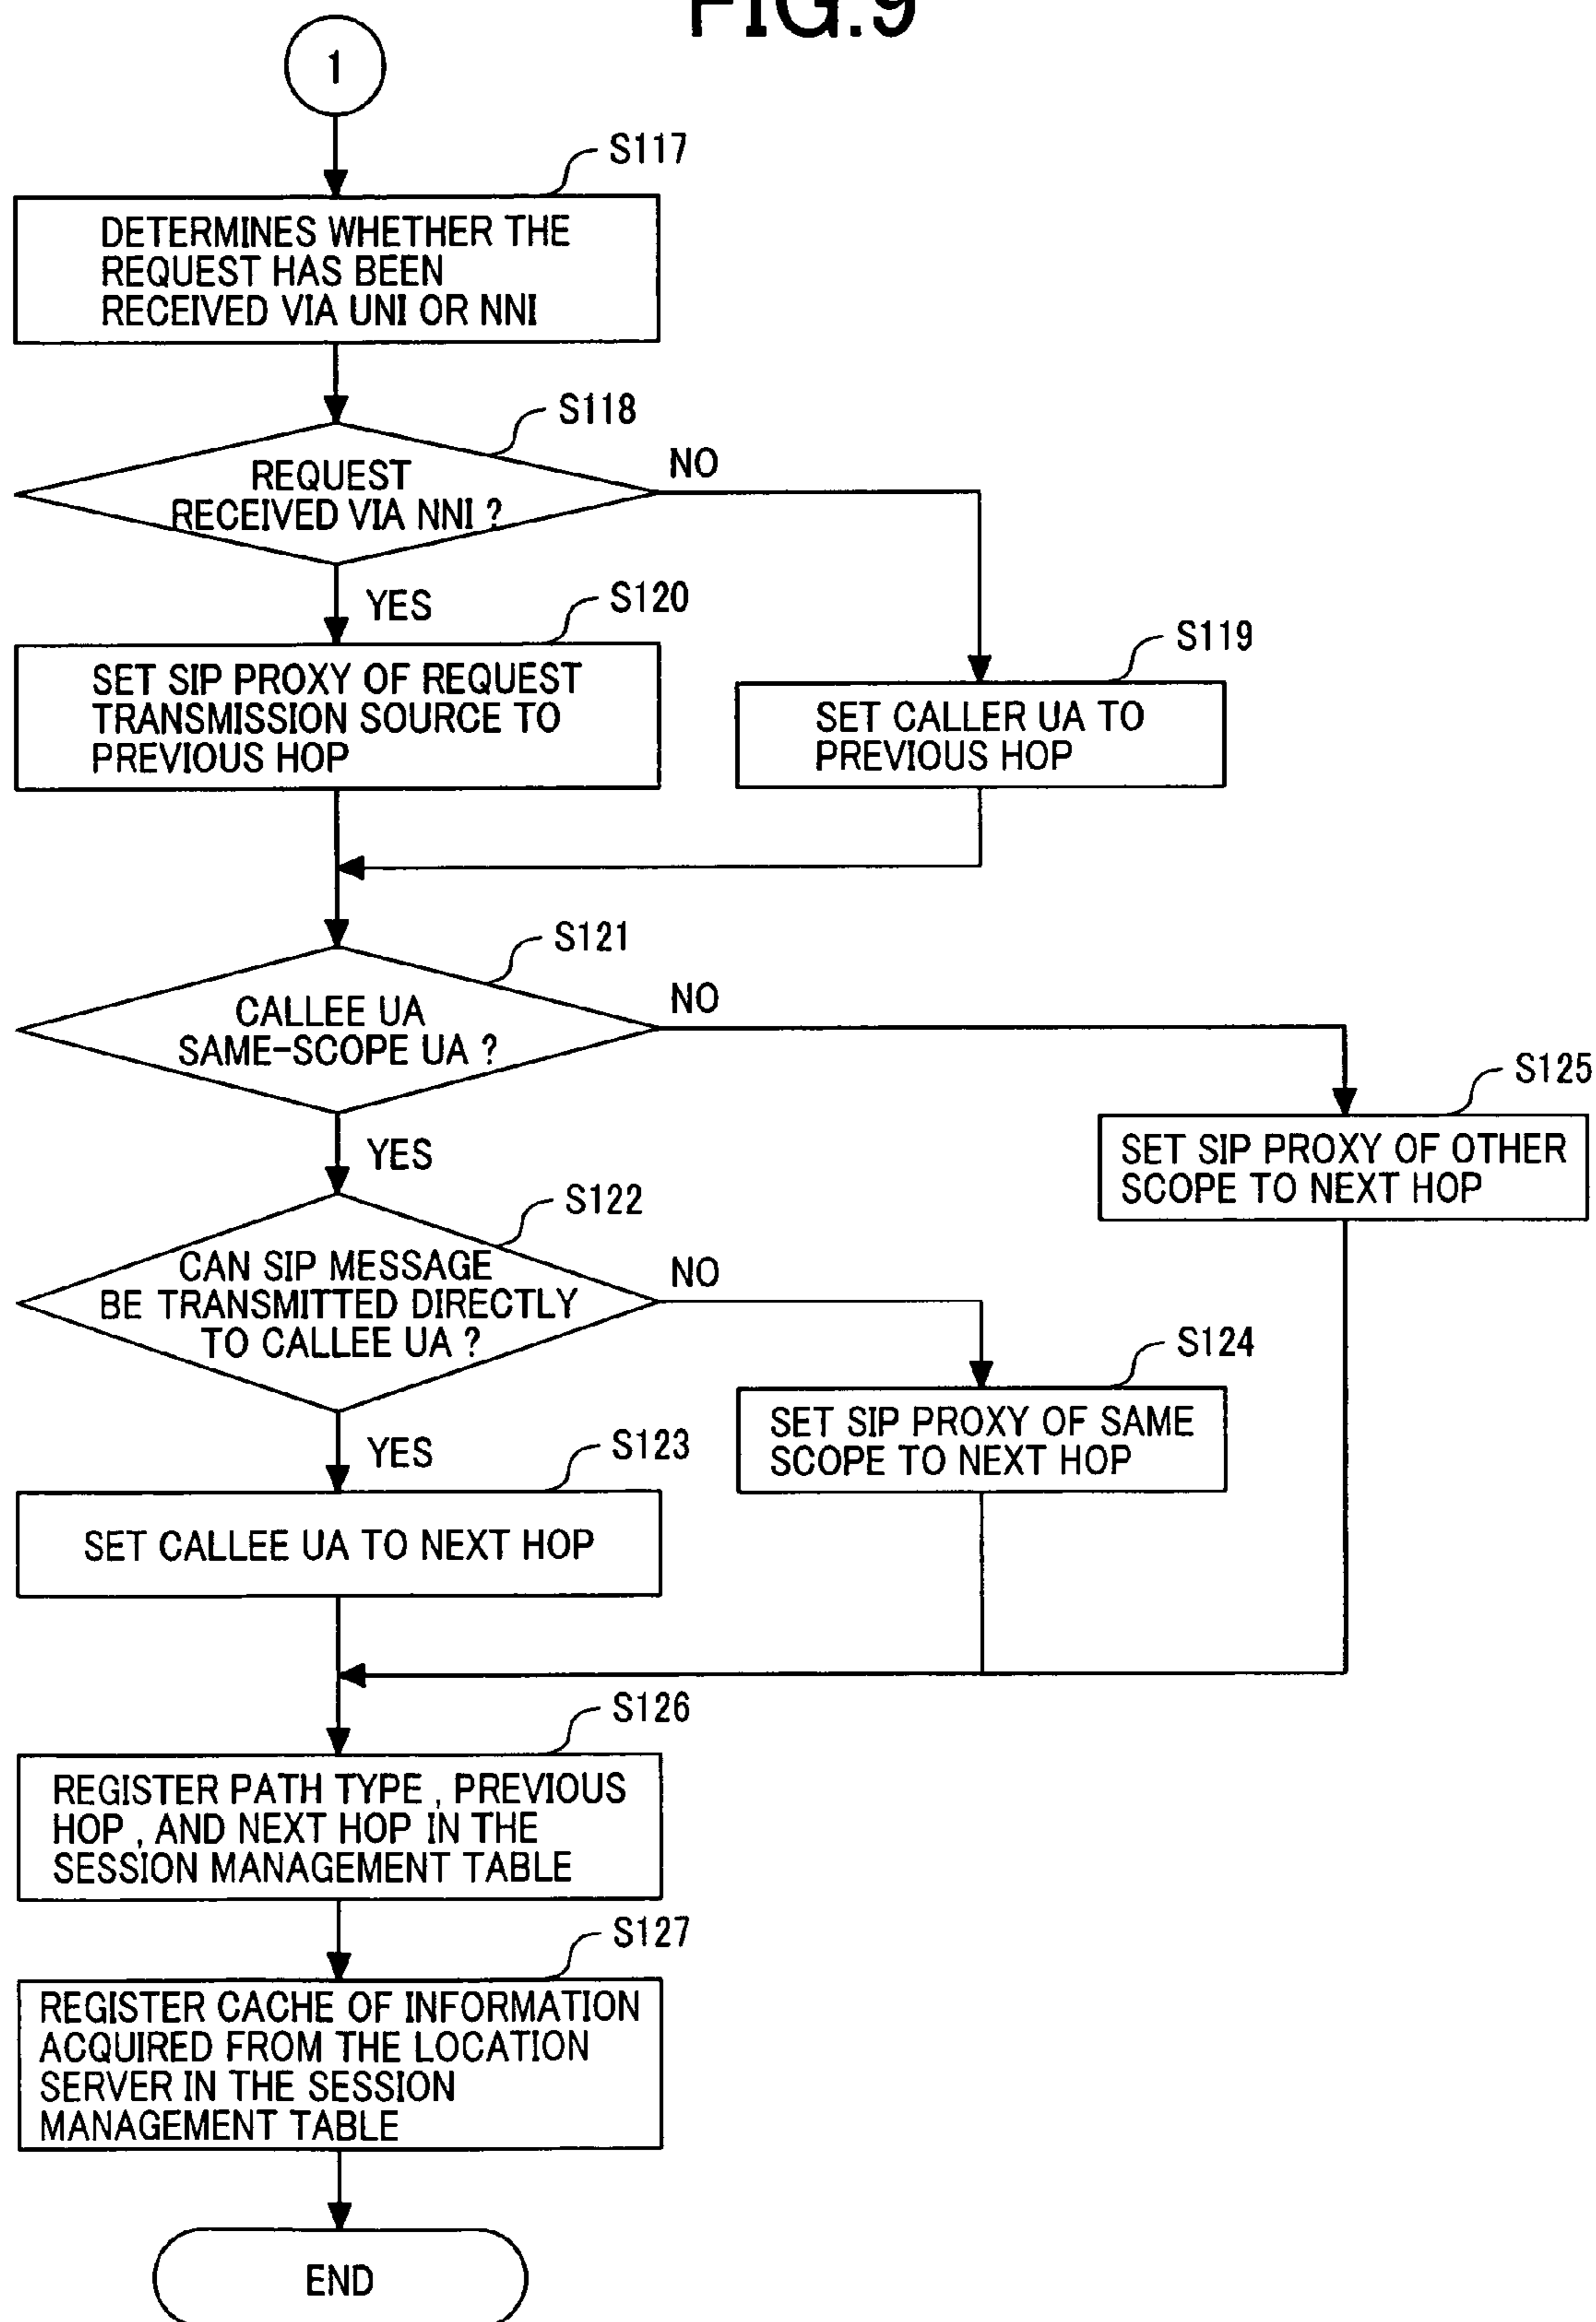 FIG.9
1
S117
DETERMINES WHETHER THE
REQUEST HAS BEEN
RECEIVED VIA UNI OR NNI
S118
REQUEST
RECEIVED VIA NNI ?
NO
YES
S120
SET SIP PROXY OF REQUEST
TRANSMISSION SOURCE TO
PREVIOUS HOP
S119
SET CALLER UA TO
PREVIOUS HOP
S121
CALLEE UA
SAME-SCOPE UA ?
NO
YES
S125
SET SIP PROXY OF OTHER
SCOPE TO NEXT HOP
S122
CAN SIP MESSAGE
BE TRANSMITTED DIRECTLY
TO CALLEE UA ?
NO
YES
S124
SET SIP PROXY OF SAME
SCOPE TO NEXT HOP
S123
SET CALLEE UA TO NEXT HOP
S126
REGISTER PATH TYPE , PREVIOUS
HOP , AND NEXT HOP IN THE
SESSION MANAGEMENT TABLE
S127
REGISTER CACHE OF INFORMATION
ACQUIRED FROM THE LOCATION
SERVER IN THE SESSION
MANAGEMENT TABLE
END